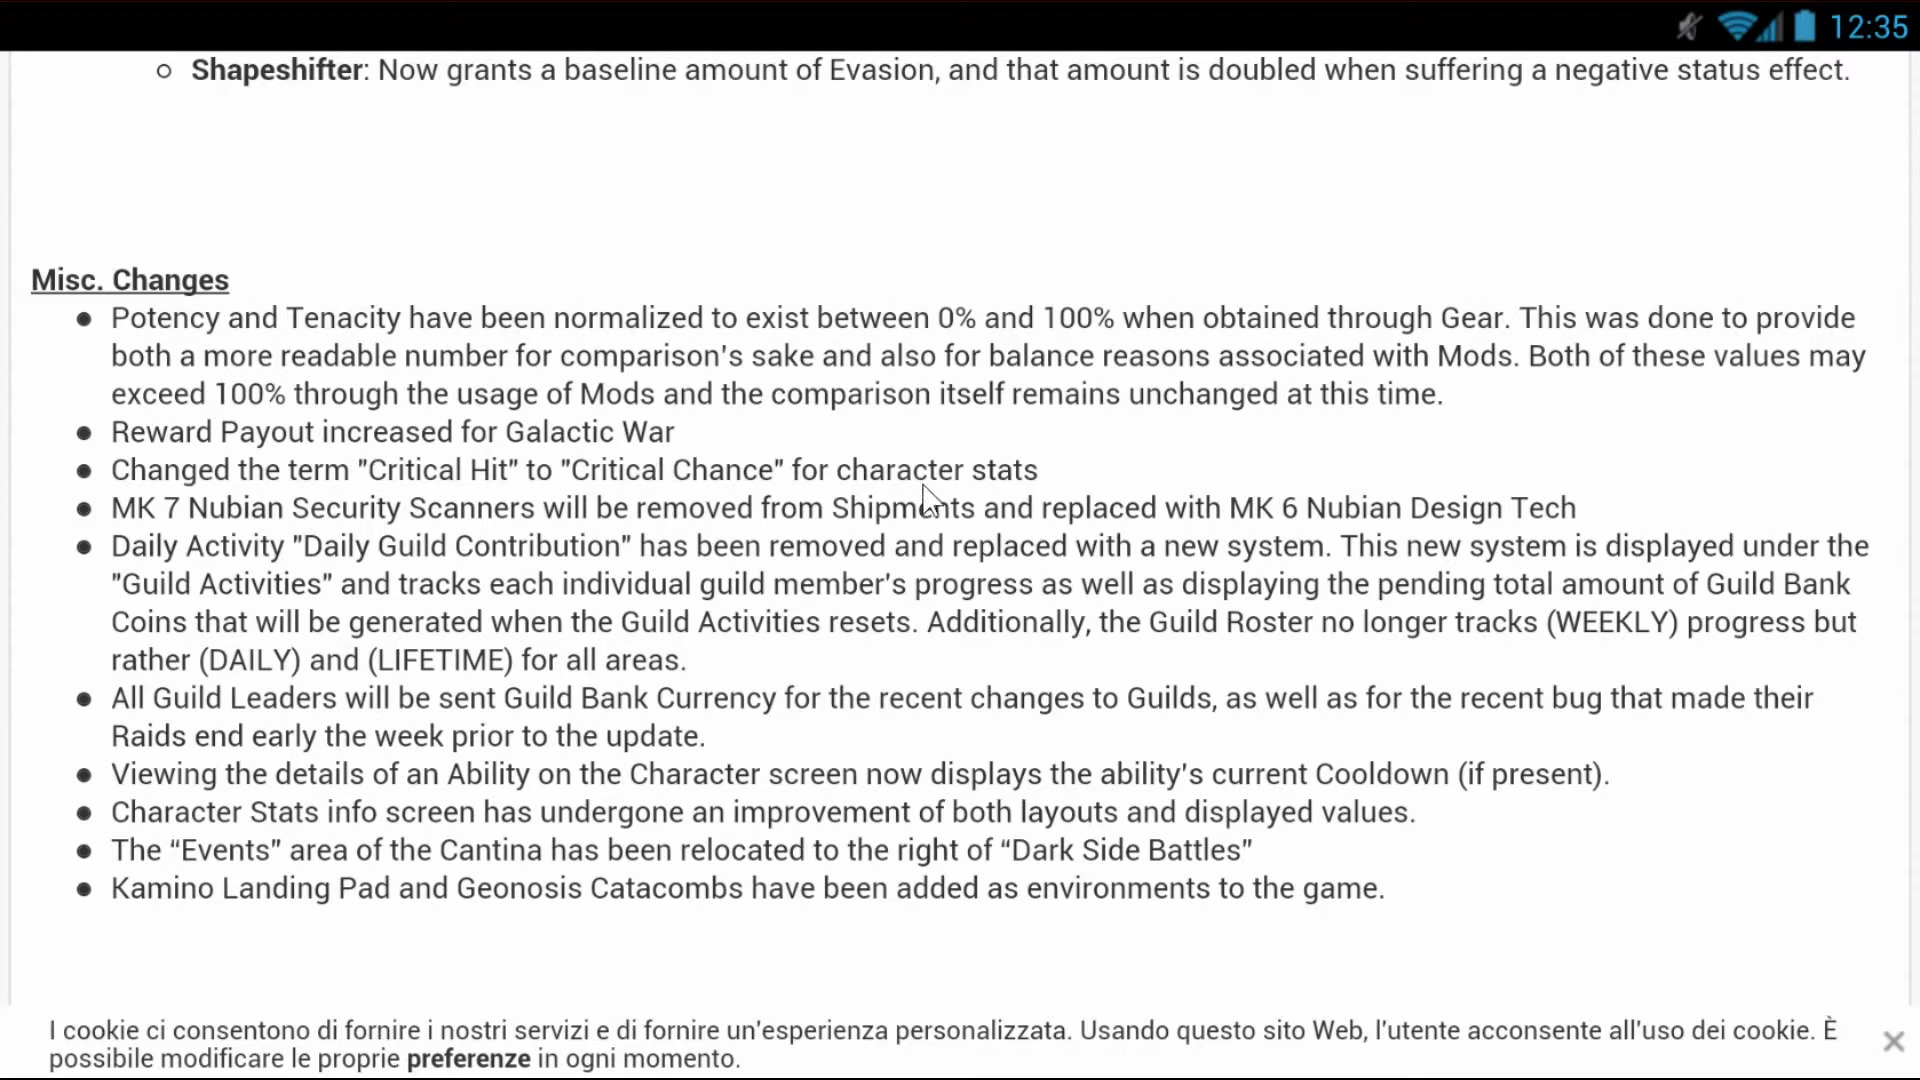 12:35
○ Shapeshifter: Now grants a baseline amount of Evasion, and that amount is doubled when suffering a negative status effect.
Misc. Changes
● Potency and Tenacity have been normalized to exist between 0% and 100% when obtained through Gear. This was done to provide
both a more readable number for comparison's sake and also for balance reasons associated with Mods. Both of these values may
exceed 100% through the usage of Mods and the comparison itself remains unchanged at this time.
● Reward Payout increased for Galactic War
● Changed the term "Critical Hit" to "Critical Chance" for character stats
● MK 7 Nubian Security Scanners will be removed from Shipments and replaced with MK 6 Nubian Design Tech
● Daily Activity "Daily Guild Contribution" has been removed and replaced with a new system. This new system is displayed under the
"Guild Activities" and tracks each individual guild member's progress as well as displaying the pending total amount of Guild Bank
Coins that will be generated when the Guild Activities resets. Additionally, the Guild Roster no longer tracks (WEEKLY) progress but
rather (DAILY) and (LIFETIME) for all areas.
● All Guild Leaders will be sent Guild Bank Currency for the recent changes to Guilds, as well as for the recent bug that made their
Raids end early the week prior to the update.
● Viewing the details of an Ability on the Character screen now displays the ability's current Cooldown (if present).
● Character Stats info screen has undergone an improvement of both layouts and displayed values.
● The “Events” area of the Cantina has been relocated to the right of “Dark Side Battles”
● Kamino Landing Pad and Geonosis Catacombs have been added as environments to the game.
I cookie ci consentono di fornire i nostri servizi e di fornire un'esperienza personalizzata. Usando questo sito Web, l'utente acconsente all'uso dei cookie. È
possibile modificare le proprie preferenze in ogni momento.